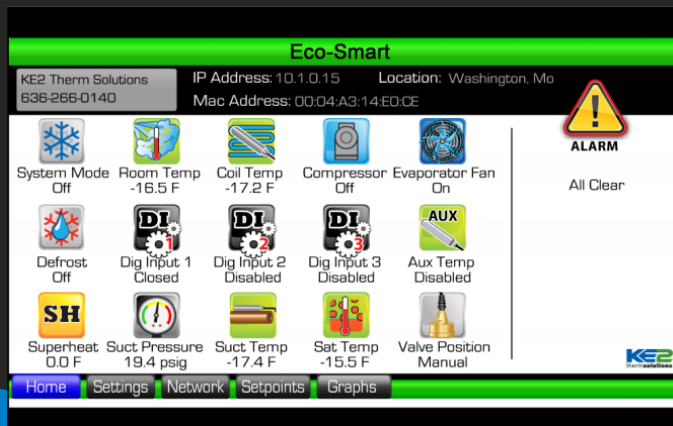 Eco-Smart
KE2 Therm Solutions
636-266-0140
IP Address: 10.1.0.15 Location: Washington, Mo
Mac Address: 00:04:A3:14:E0:CE
ALARM
All Clear
System Mode
Off
Room Temp
-16.5 F
Coil Temp
-17.2 F
Compressor
Off
Evaporator Fan
On
Defrost
Off
DI
1
Dig Input 1
Closed
DI
2
Dig Input 2
Disabled
DI
3
Dig Input 3
Disabled
AUX
Aux Temp
Disabled
SH
Superheat
0.0 F
Suct Pressure
19.4 psig
Suct Temp
-17.4 F
Sat Temp
-15.5 F
Valve Position
Manual
KE2
thermsolutions
Home Settings Network Setpoints Graphs